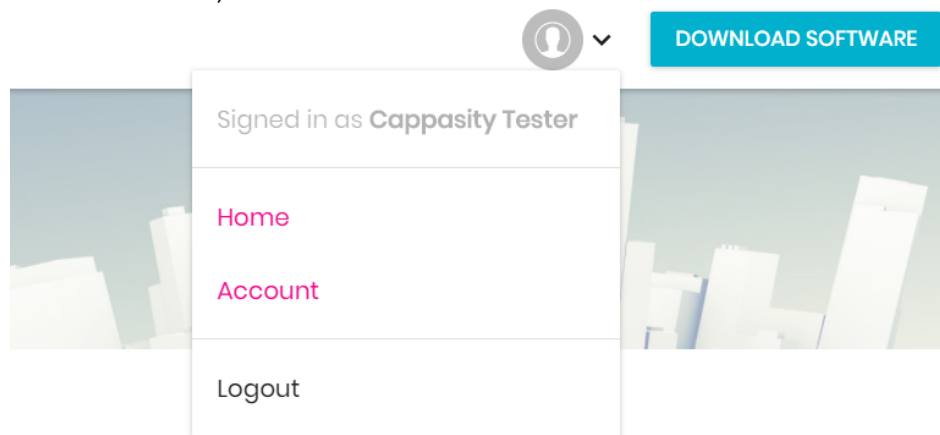 DOWNLOAD SOFTWARE
Signed in as Cappasity Tester
Home
Account
Logout